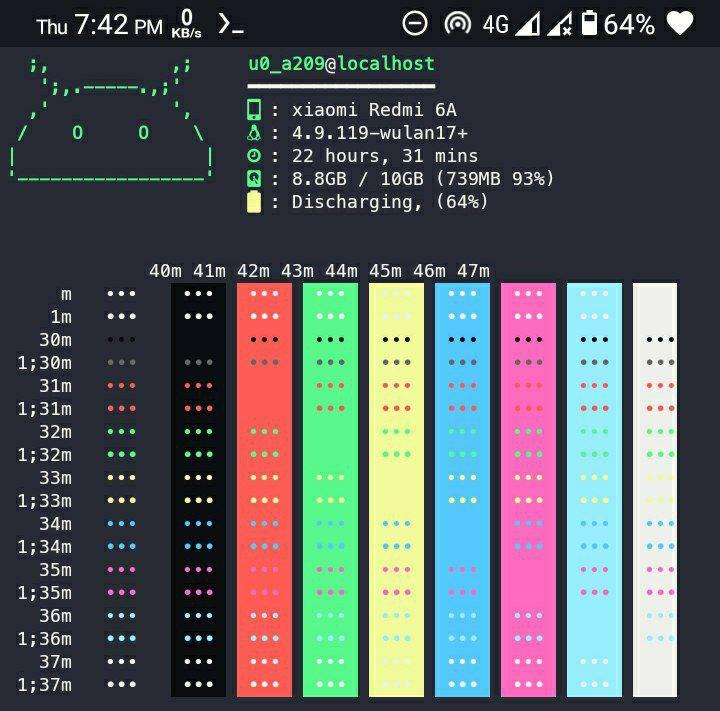 Thu 7:42 PM 0 KB/s 4G 64%
u0_a209@localhost
: xiaomi Redmi 6A
: 4.9.119-wulan17+
: 22 hours, 31 mins
: 8.8GB / 10GB (739MB 93%)
: Discharging, (64%)
40m 41m 42m 43m 44m 45m 46m 47m
m
1m
30m
1;30m
31m
1;31m
32m
1;32m
33m
1;33m
34m
1;34m
35m
1;35m
36m
1;36m
37m
1;37m